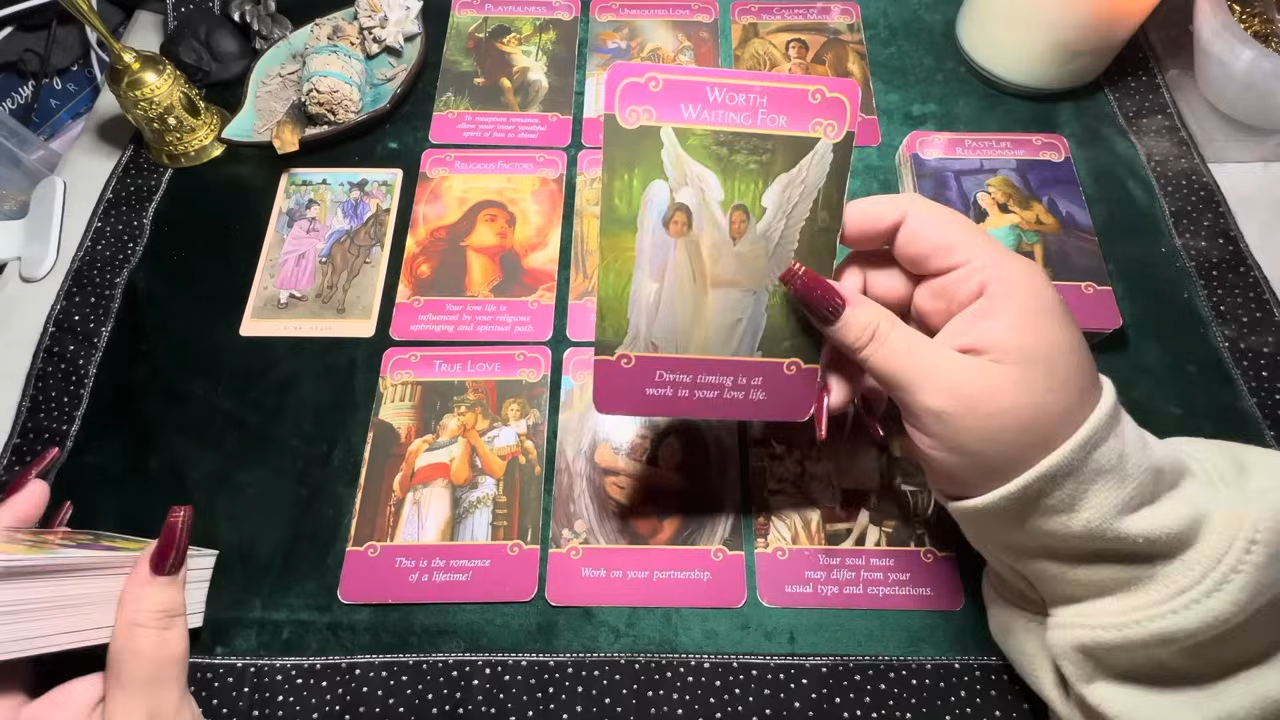 PLAYFULNESS
To recapture romance,
allow your inner youthful
spirit of fun to shine!
UNREQUITED LOVE
CALLING IN
YOUR SOUL MATE
WORTH
WAITING FOR
Divine timing is at
work in your love life.
PAST-LIFE
RELATIONSHIP
RELIGIOUS FACTORS
Your love life is
influenced by your religious
upbringing and spiritual path.
TRUE LOVE
This is the romance
of a lifetime!
Work on your partnership.
Your soul mate
may differ from your
usual type and expectations.